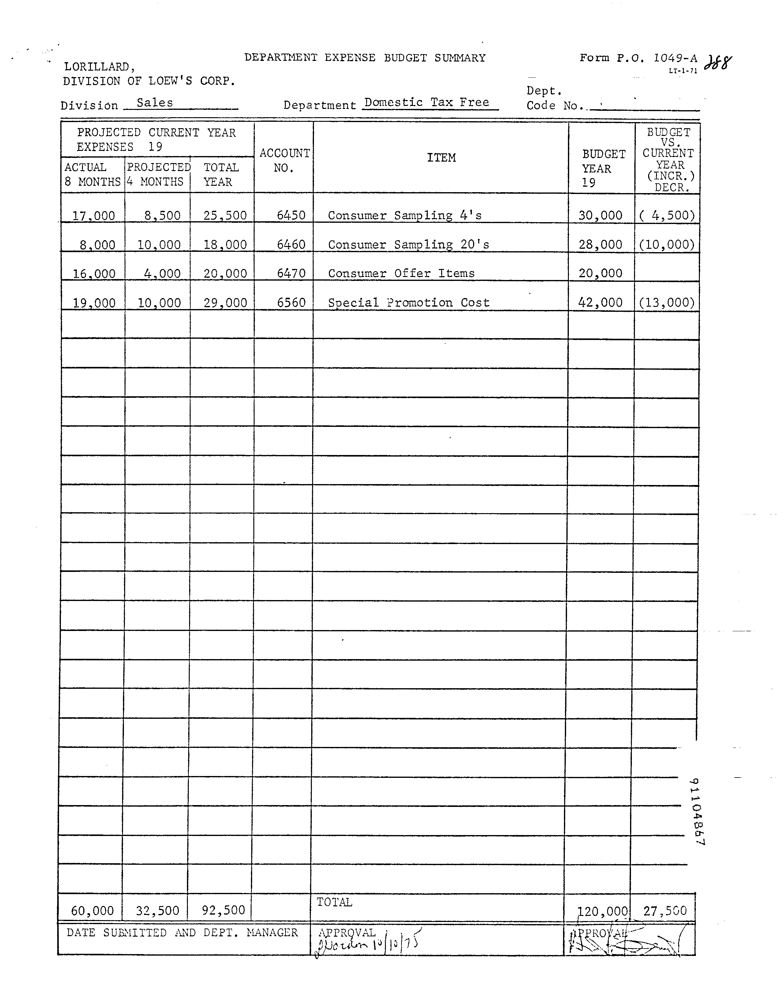 DEPARTMENT EXPENSE BUDGET SUMMARY
Form P.O. 1049-A 288
LT-1-71
LORILLARD,
DIVISION OF LOEW'S CORP.
Division Sales
Department Domestic Tax Free
Dept.
Code No.
PROJECTED CURRENT YEAR
EXPENSES 19
ACTUAL
8 MONTHS
PROJECTED
4 MONTHS
TOTAL
YEAR
ACCOUNT
NO.
ITEM
BUDGET
YEAR
19
BUDGET
VS.
CURRENT
YEAR
(INCR.)
DECR.
17,000 8,500 25,500 6450 Consumer Sampling 4's 30,000 ( 4,500)
8,000 10,000 18,000 6460 Consumer Sampling 20's 28,000 (10,000)
16,000 4,000 20,000 6470 Consumer Offer Items 20,000
19,000 10,000 29,000 6560 Special Promotion Cost 42,000 (13,000)
60,000 32,500 92,500 TOTAL 120,000 27,500
DATE SUBMITTED AND DEPT. MANAGER
APPROVAL
10/10/75
APPROVAL
91104867